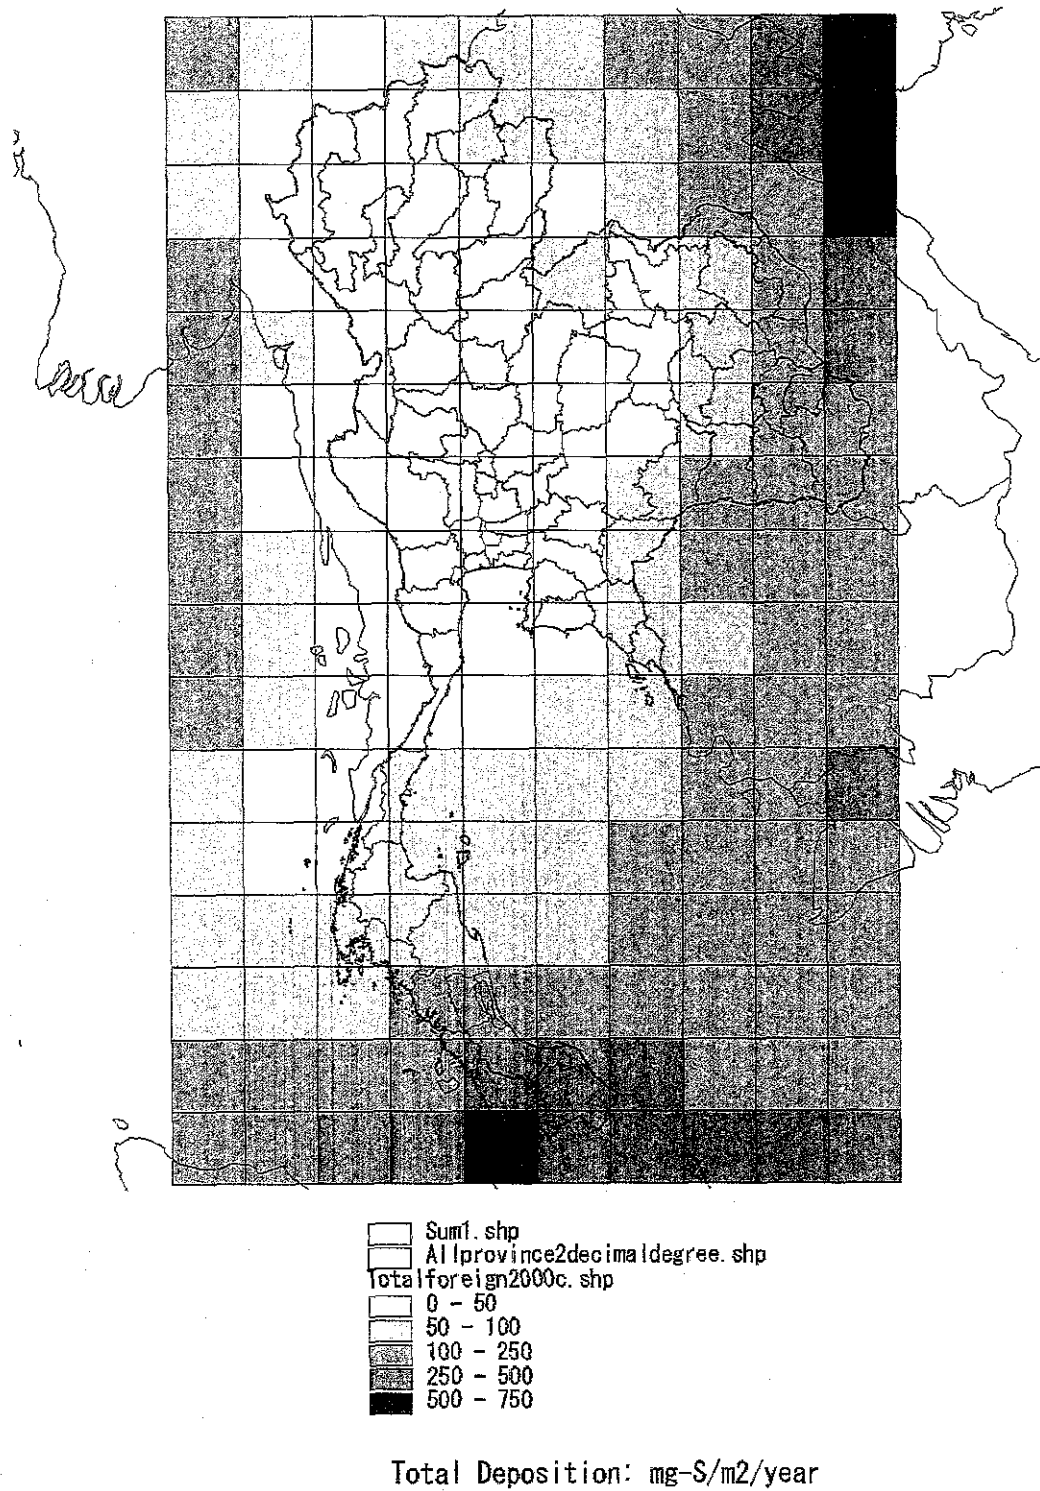 Sum1.shp
Allprovince2decimaldegree.shp
Totalforeign2000c.shp
0 - 50
50 - 100
100 - 250
250 - 500
500 - 750
Total Deposition: mg-S/m2/year